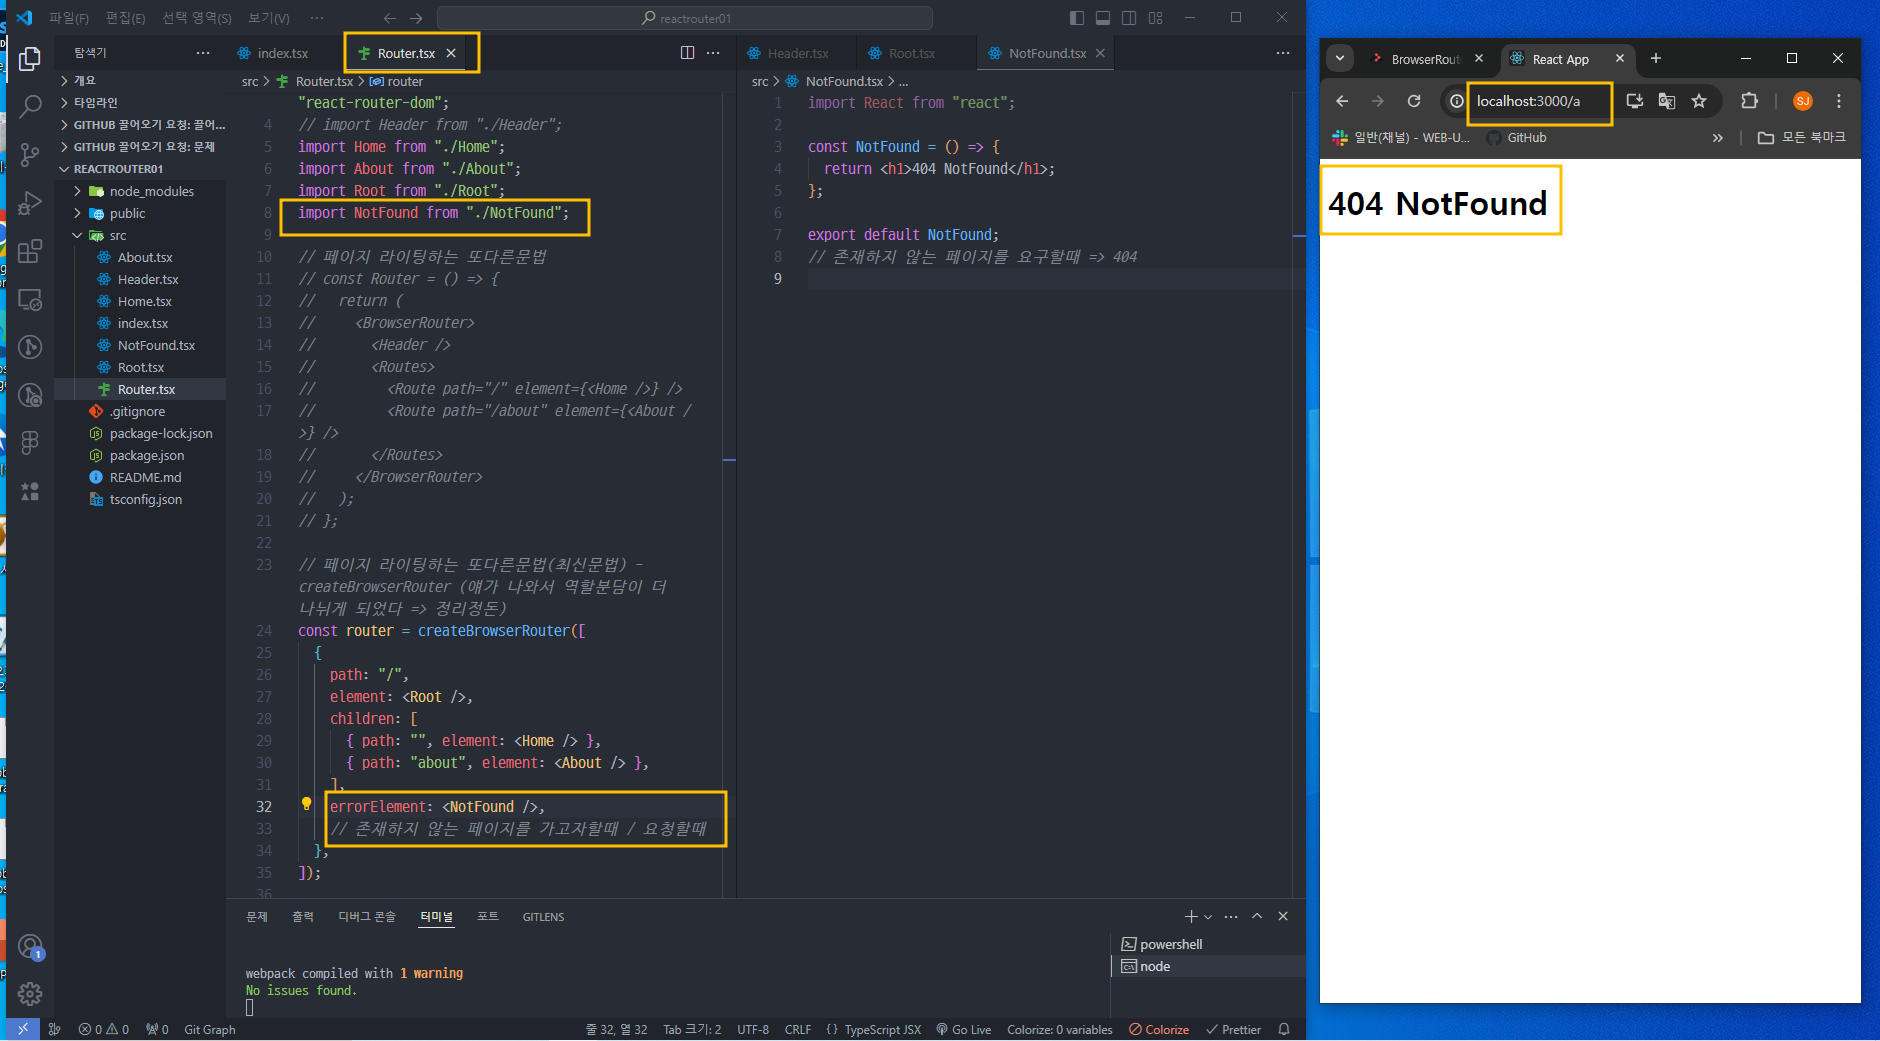 파일(F) 편집(E) 선택 영역(S) 보기(V) ··· reactrouter01
탐색기 ···
개요
타임라인
GITHUB 끌어오기 요청: 끌어...
GITHUB 끌어오기 요청: 문제
REACTROUTER01
node_modules
public
src
About.tsx
Header.tsx
Home.tsx
index.tsx
NotFound.tsx
Root.tsx
Router.tsx
.gitignore
package-lock.json
package.json
README.md
tsconfig.json
1
index.tsx Router.tsx ···
src > Router.tsx > router
"react-router-dom";
4 // import Header from "./Header";
5 import Home from "./Home";
6 import About from "./About";
7 import Root from "./Root";
8 import NotFound from "./NotFound";
9
10 // 페이지 라이팅하는 또다른문법
11 // const Router = () => {
12 //   return (
13 //     <BrowserRouter>
14 //       <Header />
15 //       <Routes>
16 //         <Route path="/" element={<Home />} />
17 //         <Route path="/about" element={<About /
>} />
18 //       </Routes>
19 //     </BrowserRouter>
20 //   );
21 // };
22
23 // 페이지 라이팅하는 또다른문법(최신문법) -
createBrowserRouter (얘가 나와서 역할분담이 더
나뉘게 되었다 => 정리정돈)
24 const router = createBrowserRouter([
25   {
26     path: "/",
27     element: <Root />,
28     children: [
29       { path: "", element: <Home /> },
30       { path: "about", element: <About /> },
31     ],
32     errorElement: <NotFound />,
33     // 존재하지 않는 페이지를 가고자할때 / 요청할때
34   },
35 ]);
36
Header.tsx Root.tsx NotFound.tsx ···
src > NotFound.tsx > ...
1 import React from "react";
2
3 const NotFound = () => {
4   return <h1>404 NotFound</h1>;
5 };
6
7 export default NotFound;
8 // 존재하지 않는 페이지를 요구할때 => 404
9
문제 출력 디버그 콘솔 터미널 포트 GITLENS
webpack compiled with 1 warning
No issues found.
powershell
node
0 0 0 Git Graph 줄 32, 열 32 Tab 크기: 2 UTF-8 CRLF { } TypeScript JSX Go Live Colorize: 0 variables Colorize Prettier
BrowserRout React App
localhost:3000/a SJ
일반(채널) - WEB-U... GitHub » 모든 북마크
404 NotFound